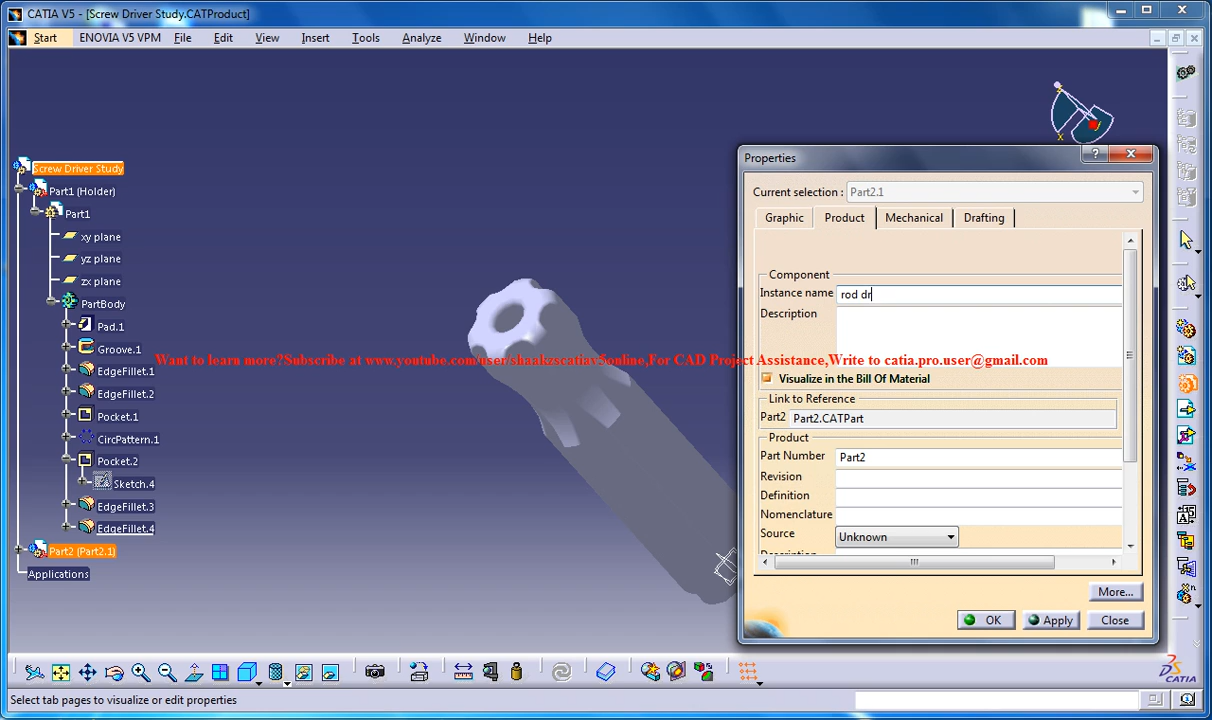 CATIA V5 - [Screw Driver Study.CATProduct]
Start ENOVIA V5 VPM File Edit View Insert Tools Analyze Window Help
Screw Driver Study
Part1 (Holder)
Part1
xy plane
yz plane
zx plane
PartBody
Pad.1
Groove.1
EdgeFillet.1
EdgeFillet.2
Pocket.1
CircPattern.1
Pocket.2
Sketch.4
EdgeFillet.3
EdgeFillet.4
Part2 (Part2.1)
Applications
Want to learn more?Subscribe at www.youtube.com/user/shaakzscatiav5online,For CAD Project Assistance,Write to catia.pro.user@gmail.com
Properties
Current selection : Part2.1
Graphic Product Mechanical Drafting
Component
Instance name rod dr
Description
Visualize in the Bill Of Material
Link to Reference
Part2 Part2.CATPart
Product
Part Number Part2
Revision
Definition
Nomenclature
Source Unknown
More...
OK Apply Close
CATIA
Select tab pages to visualize or edit properties